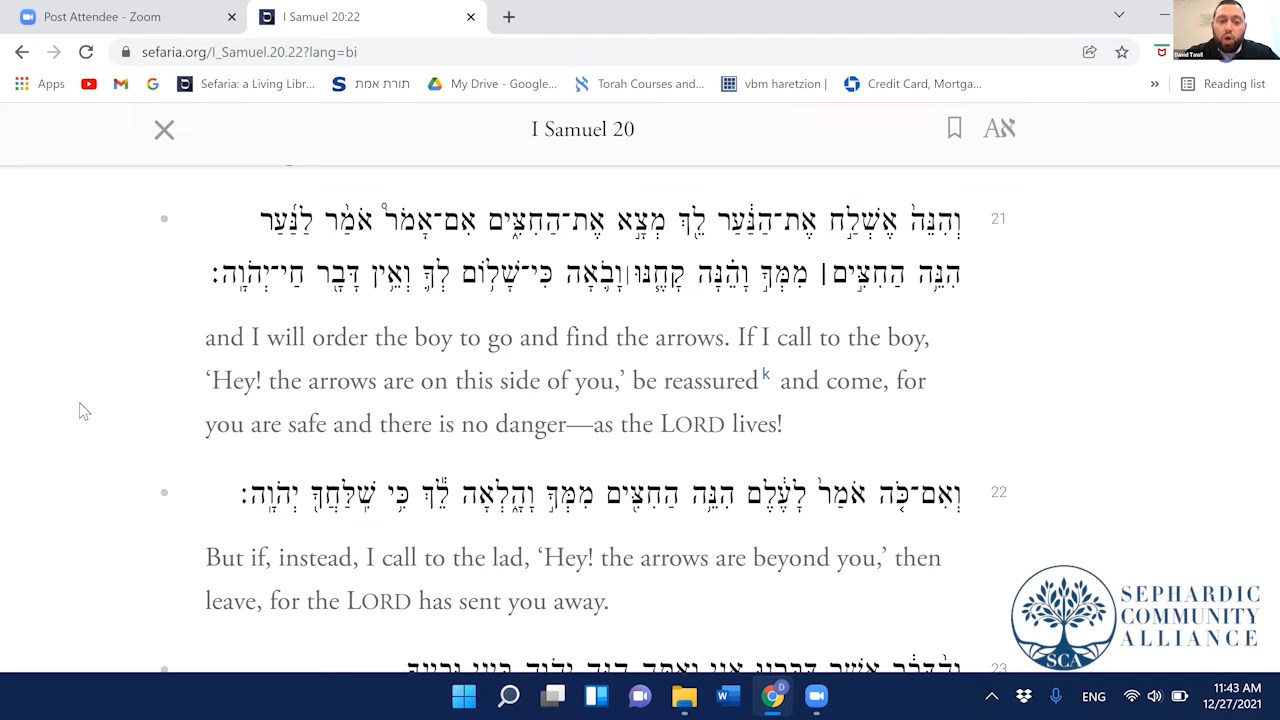 Post Attendee - Zoom
I Samuel 20:22
sefaria.org/I_Samuel.20.22?lang=bi
David Tawil
Apps
Sefaria: a Living Libr...
תורת אמת
My Drive - Google...
Torah Courses and...
vbm haretzion |
Credit Card, Mortga...
»
Reading list
I Samuel 20
Aא
וְהִנֵּה֙ אֶשְׁלַ֣ח אֶת־הַנַּ֔עַר לֵ֖ךְ מְצָ֣א אֶת־הַחִצִּ֑ים אִם־אָמֹר֩ אֹמַ֨ר לַנַּ֜עַר
21
הִנֵּ֥ה הַחִצִּ֣ים ׀ מִמְּךָ֣ וָהֵ֗נָּה קָחֶ֧נּוּ ׀ וָבֹ֛אָה כִּֽי־שָׁל֥וֹם לְךָ֛ וְאֵ֥ין דָּבָ֖ר חַי־יְהֹוָֽה׃
and I will order the boy to go and find the arrows. If I call to the boy,
‘Hey! the arrows are on this side of you,’ be reassured k and come, for
you are safe and there is no danger—as the LORD lives!
וְאִם־כֹּ֤ה אֹמַר֙ לָעֶ֔לֶם הִנֵּ֥ה הַחִצִּ֖ים מִמְּךָ֣ וָהָ֑לְאָה לֵ֕ךְ כִּ֥י שִֽׁלַּחֲךָ֖ יְהֹוָֽה׃
22
But if, instead, I call to the lad, ‘Hey! the arrows are beyond you,’ then
leave, for the LORD has sent you away.
23
SEPHARDIC
COMMUNITY
ALLIANCE
SCA
ENG
11:43 AM
12/27/2021